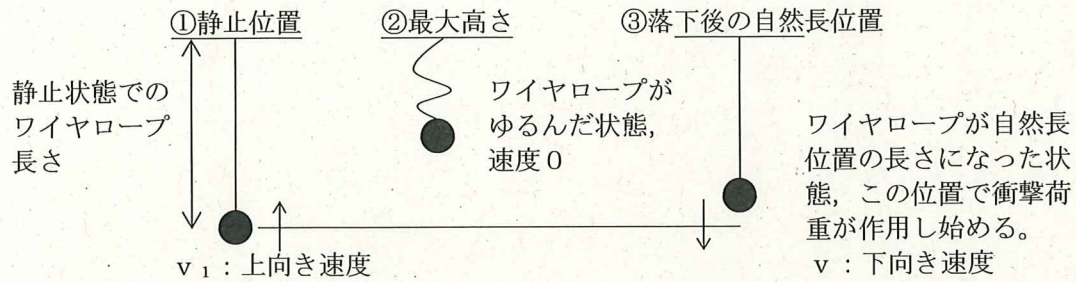 ①静止位置
②最大高さ
③落下後の自然長位置
静止状態での
ワイヤロープ
長さ
ワイヤロープが
ゆるんだ状態,
速度0
ワイヤロープが自然長
位置の長さになった状
態,この位置で衝撃荷
重が作用し始める。
v₁:上向き速度
v:下向き速度